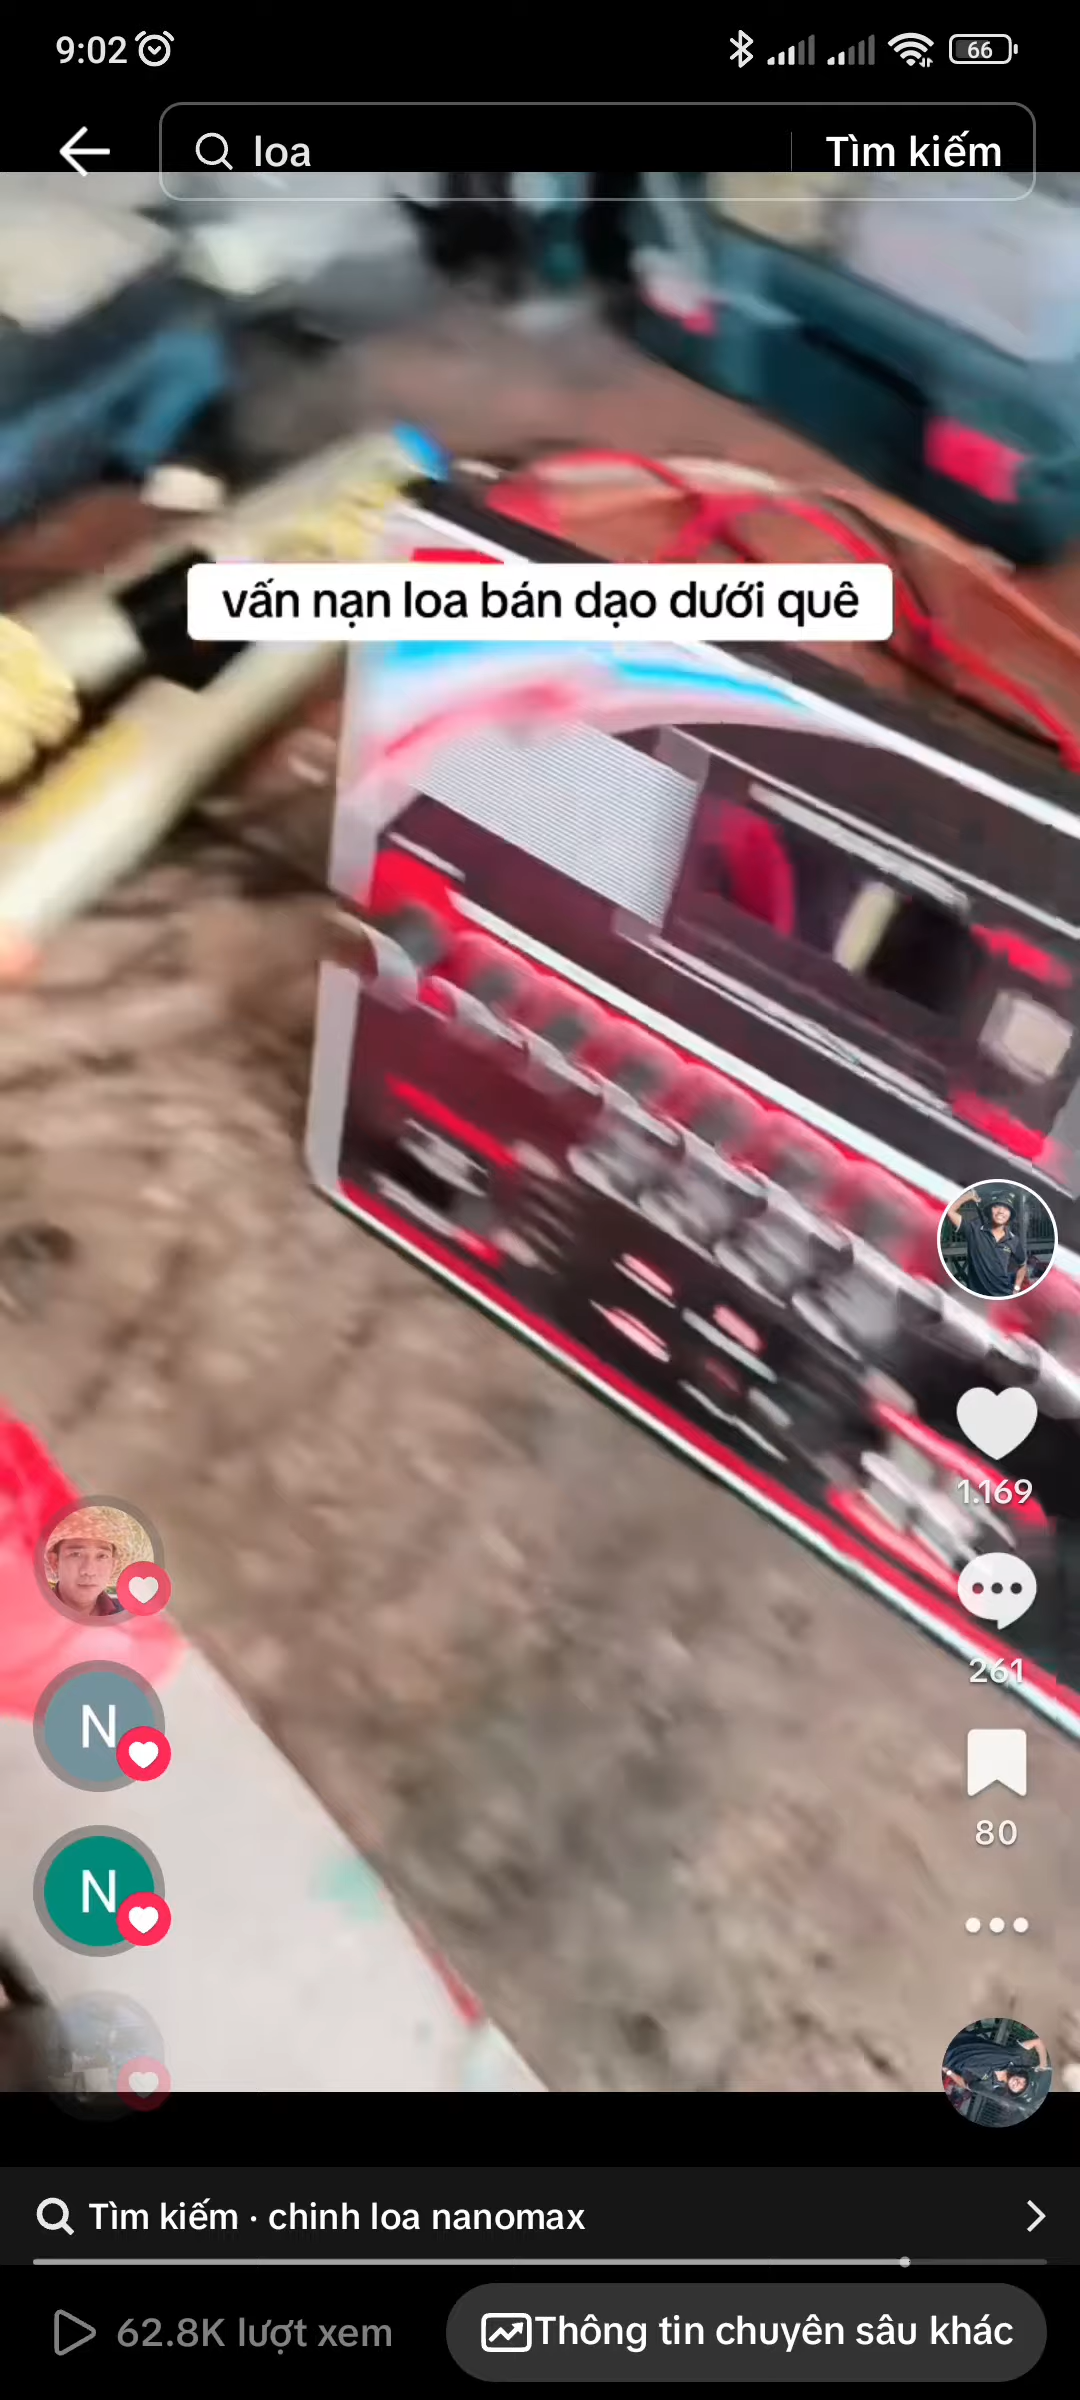 9:02
66
loa
Tìm kiếm
vấn nạn loa bán dạo dưới quê
1.169
261
N
80
N
Tìm kiếm · chinh loa nanomax
62.8K lượt xem
Thông tin chuyên sâu khác